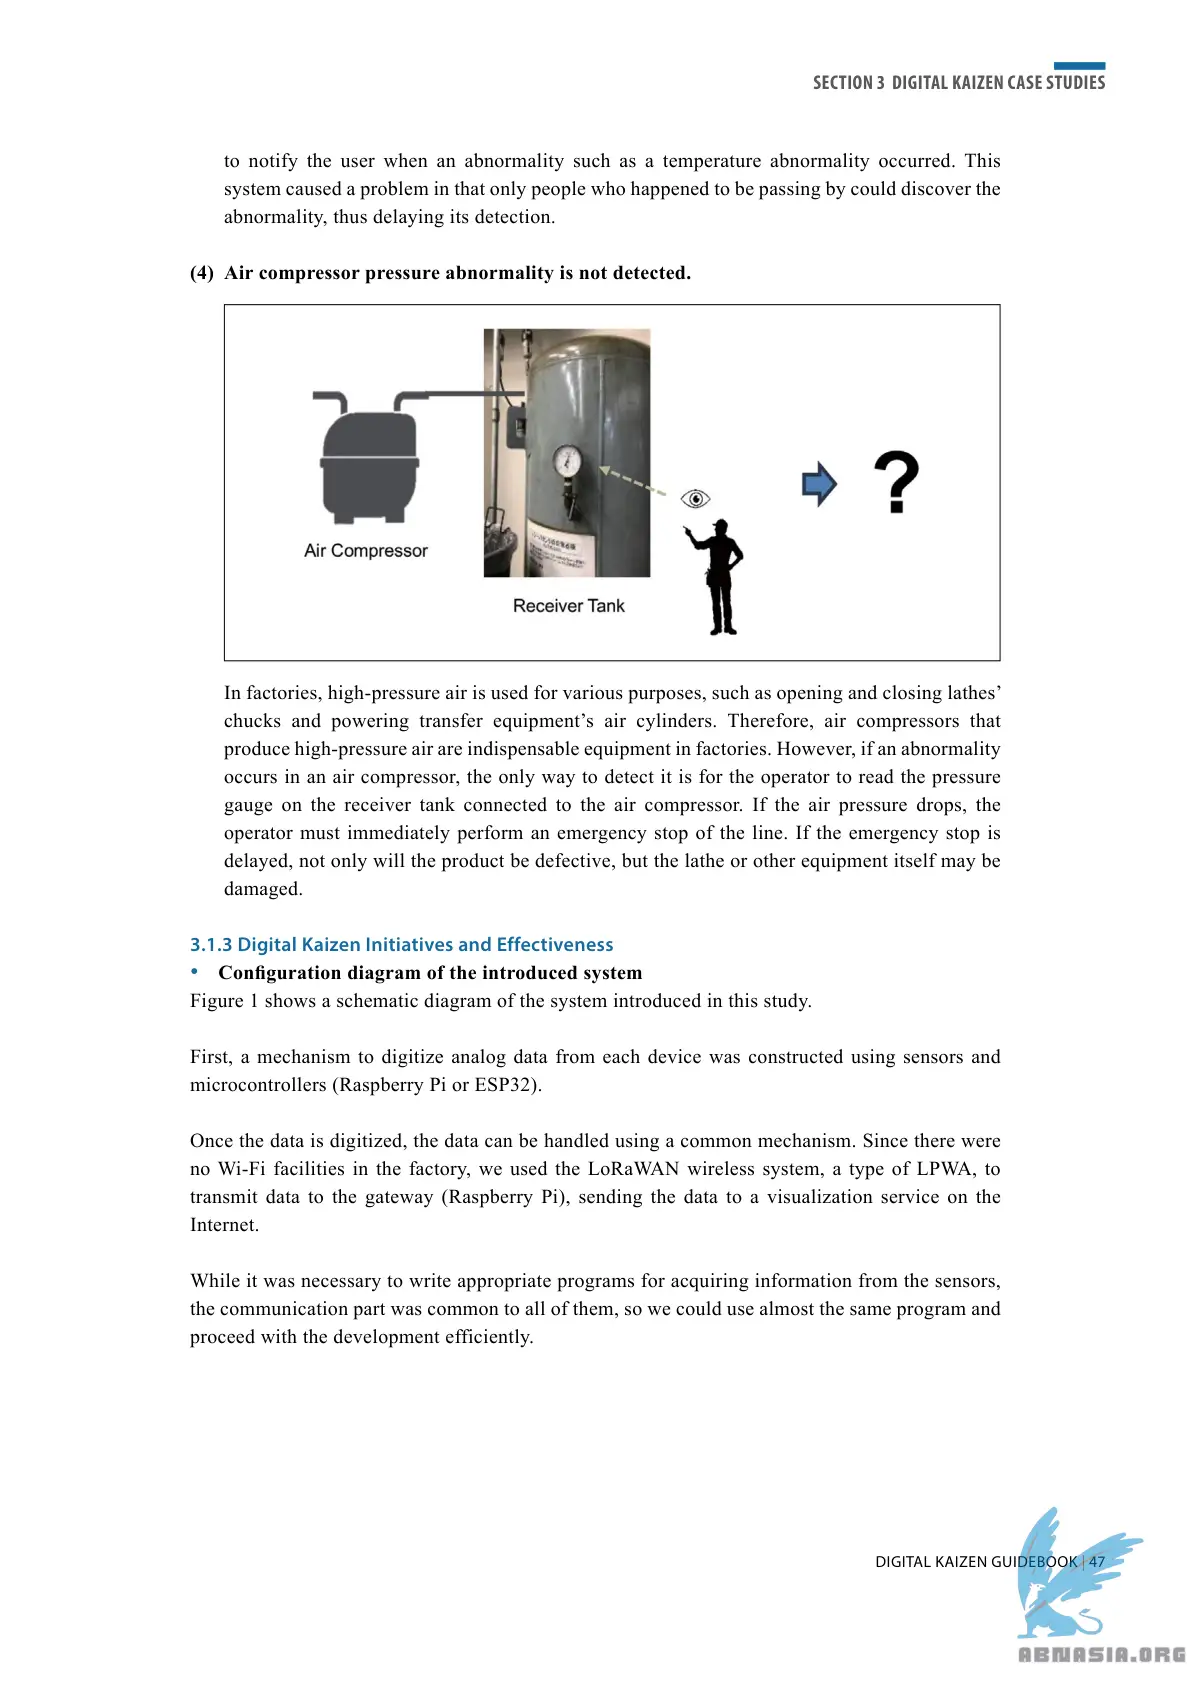 SECTION 3 DIGITAL KAIZEN CASE STUDIES
to notify the user when an abnormality such as a temperature abnormality occurred. This
system caused a problem in that only people who happened to be passing by could discover the
abnormality, thus delaying its detection.
(4) Air compressor pressure abnormality is not detected.
Air Compressor
Receiver Tank
?
In factories, high-pressure air is used for various purposes, such as opening and closing lathes’
chucks and powering transfer equipment’s air cylinders. Therefore, air compressors that
produce high-pressure air are indispensable equipment in factories. However, if an abnormality
occurs in an air compressor, the only way to detect it is for the operator to read the pressure
gauge on the receiver tank connected to the air compressor. If the air pressure drops, the
operator must immediately perform an emergency stop of the line. If the emergency stop is
delayed, not only will the product be defective, but the lathe or other equipment itself may be
damaged.
3.1.3 Digital Kaizen Initiatives and Effectiveness
• Configuration diagram of the introduced system
Figure 1 shows a schematic diagram of the system introduced in this study.
First, a mechanism to digitize analog data from each device was constructed using sensors and
microcontrollers (Raspberry Pi or ESP32).
Once the data is digitized, the data can be handled using a common mechanism. Since there were
no Wi-Fi facilities in the factory, we used the LoRaWAN wireless system, a type of LPWA, to
transmit data to the gateway (Raspberry Pi), sending the data to a visualization service on the
Internet.
While it was necessary to write appropriate programs for acquiring information from the sensors,
the communication part was common to all of them, so we could use almost the same program and
proceed with the development efficiently.
DIGITAL KAIZEN GUIDEBOOK | 47
ABNASIA.ORG